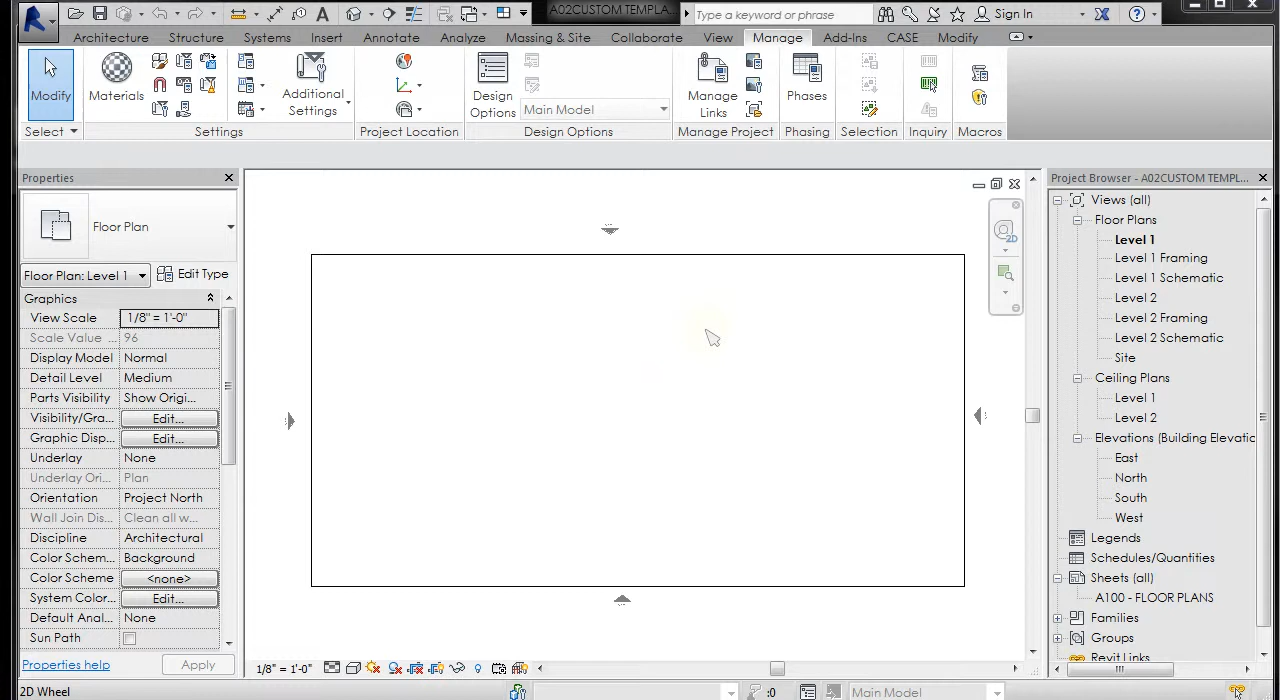 A02CUSTOM TEMPLA...
Type a keyword or phrase
Sign In
Architecture Structure Systems Insert Annotate Analyze Massing & Site Collaborate View Manage Add-Ins CASE Modify
Modify
Materials
Additional Settings
Design Options
Main Model
Manage Links
Phases
Select Settings Project Location Design Options Manage Project Phasing Selection Inquiry Macros
Properties
Floor Plan
Floor Plan: Level 1
Edit Type
Graphics
View Scale 1/8" = 1'-0"
Scale Value ... 96
Display Model Normal
Detail Level Medium
Parts Visibility Show Origi...
Visibility/Gra... Edit...
Graphic Disp... Edit...
Underlay None
Underlay Ori... Plan
Orientation Project North
Wall Join Dis... Clean all w...
Discipline Architectural
Color Schem... Background
Color Scheme <none>
System Color... Edit...
Default Anal... None
Sun Path
Properties help
Apply
2D
1/8" = 1'-0"
Project Browser - A02CUSTOM TEMPL...
Views (all)
Floor Plans
Level 1
Level 1 Framing
Level 1 Schematic
Level 2
Level 2 Framing
Level 2 Schematic
Site
Ceiling Plans
Level 1
Level 2
Elevations (Building Elevatio
East
North
South
West
Legends
Schedules/Quantities
Sheets (all)
A100 - FLOOR PLANS
Families
Groups
Revit Links
2D Wheel
:0
Main Model